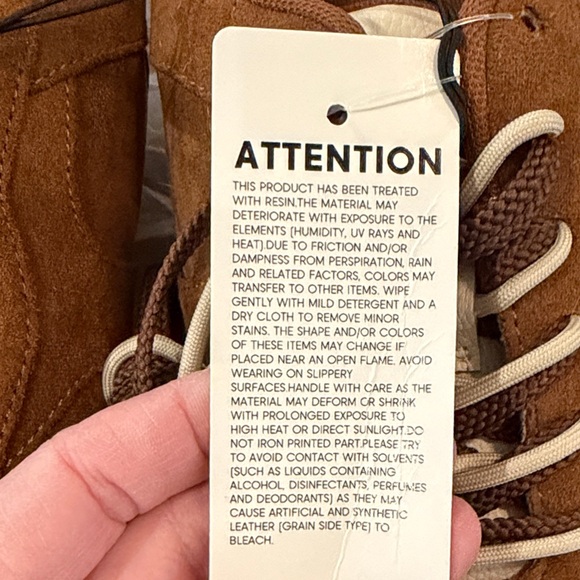 ATTENTION
THIS PRODUCT HAS BEEN TREATED
WITH RESIN.THE MATERIAL MAY
DETERIORATE WITH EXPOSURE TO THE
ELEMENTS (HUMIDITY, UV RAYS AND
HEAT).DUE TO FRICTION AND/OR
DAMPNESS FROM PERSPIRATION, RAIN
AND RELATED FACTORS, COLORS MAY
TRANSFER TO OTHER ITEMS. WIPE
GENTLY WITH MILD DETERGENT AND A
DRY CLOTH TO REMOVE MINOR
STAINS. THE SHAPE AND/OR COLORS
OF THESE ITEMS MAY CHANGE IF
PLACED NEAR AN OPEN FLAME. AVOID
WEARING ON SLIPPERY
SURFACES.HANDLE WITH CARE AS THE
MATERIAL MAY DEFORM OR SHRINK
WITH PROLONGED EXPOSURE TO
HIGH HEAT OR DIRECT SUNLIGHT.DO
NOT IRON PRINTED PART.PLEASE TRY
TO AVOID CONTACT WITH SOLVENTS
(SUCH AS LIQUIDS CONTAINING
ALCOHOL, DISINFECTANTS, PERFUMES
AND DEODORANTS) AS THEY MAY
CAUSE ARTIFICIAL AND SYNTHETIC
LEATHER (GRAIN SIDE TYPE) TO
BLEACH.